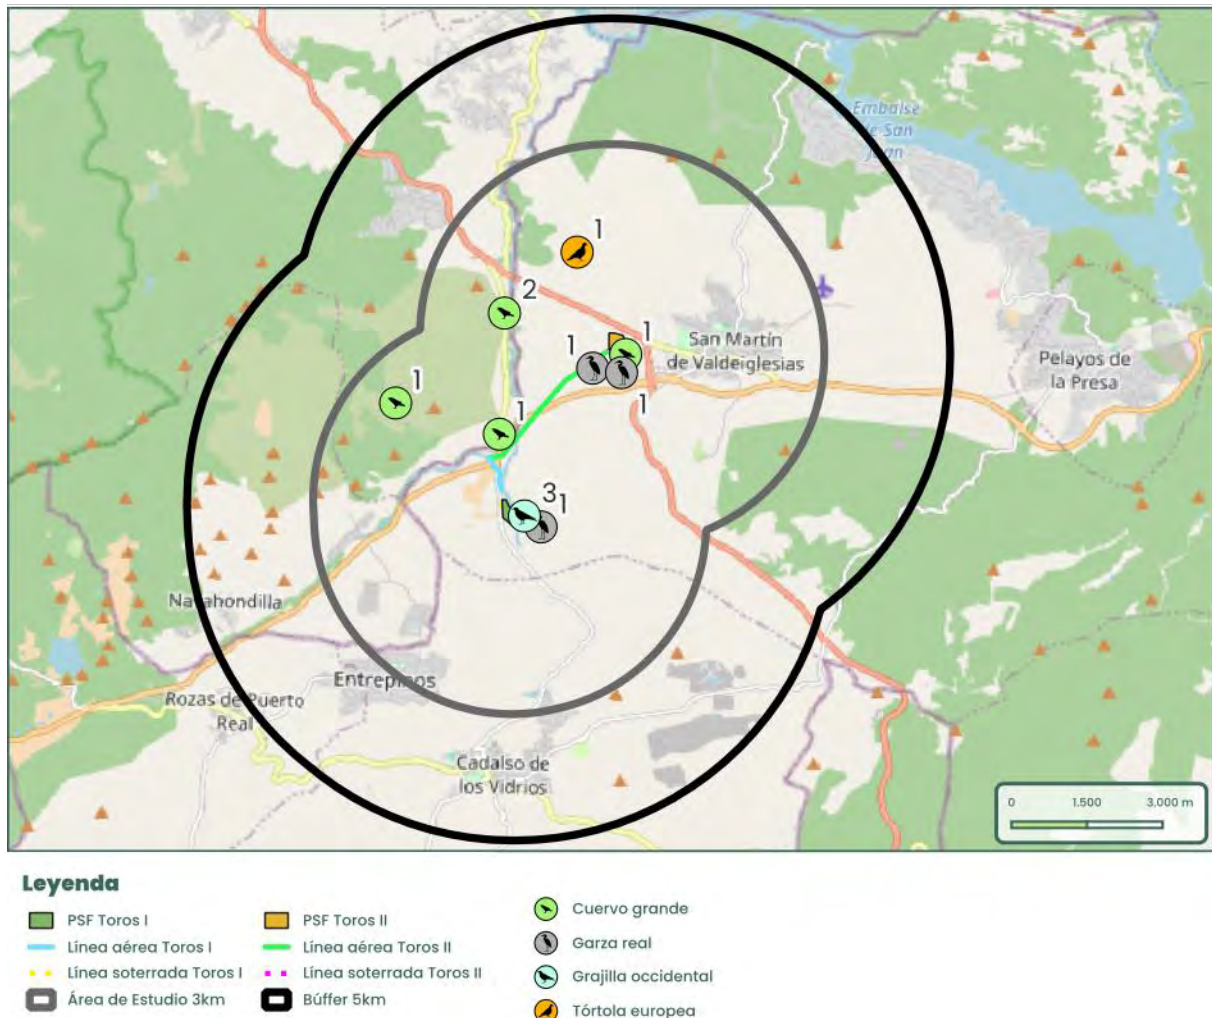 Embalse
de San
Juan
1
2
1
1
San Martín
de Valdeiglesias
Pelayos de
la Presa
1
1
1
3
1
Navahondilla
Entrepinos
Rozas de Puerto
Real
Cadalso de
los Vidrios
0 1.500 3.000 m
Leyenda
PSF Toros I
PSF Toros II
Cuervo grande
Línea aérea Toros I
Línea aérea Toros II
Garza real
Línea soterrada Toros I
Línea soterrada Toros II
Grajilla occidental
Área de Estudio 3km
Búffer 5km
Tórtola europea